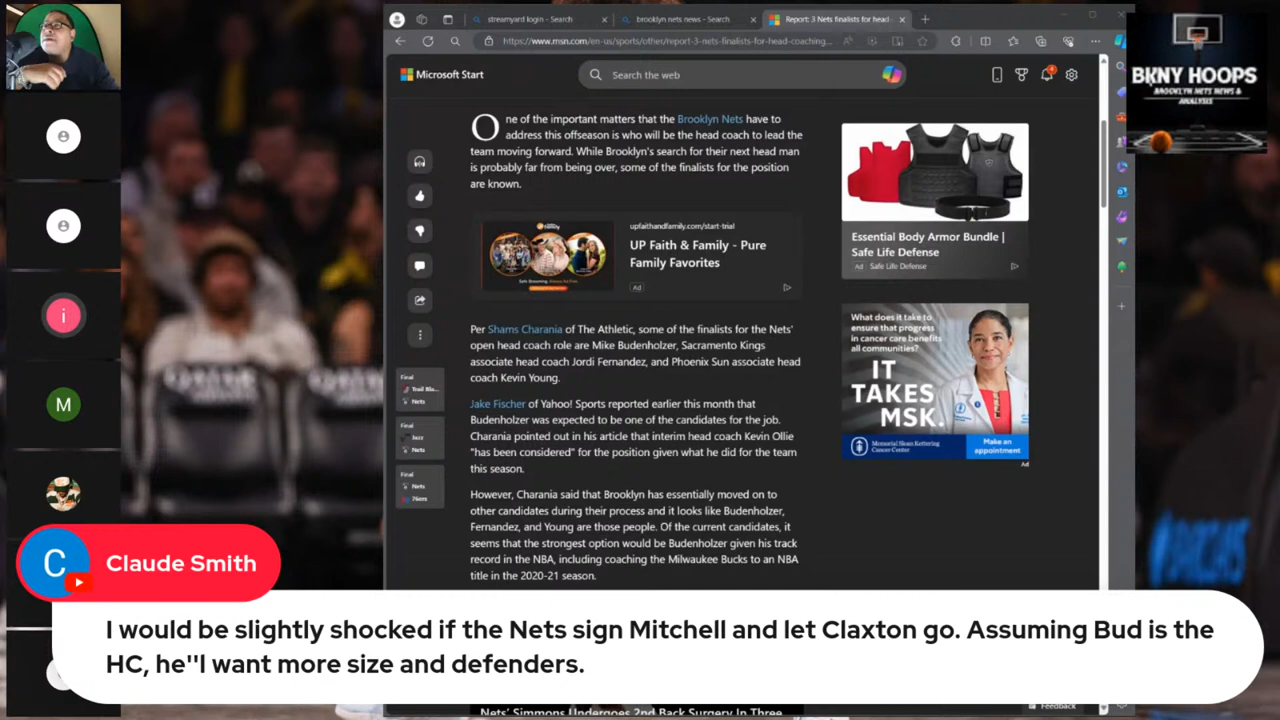 streamyard login - Search
brooklyn nets news - Search
Report: 3 Nets finalists for head
https://www.msn.com/en-us/sports/other/report-3-nets-finalists-for-head-coaching...
Microsoft Start
Search the web
4
BKNY HOOPS
BROOKLYN NETS NEWS &
ANALYSIS
One of the important matters that the Brooklyn Nets have to
address this offseason is who will be the head coach to lead the
team moving forward. While Brooklyn's search for their next head man
is probably far from being over, some of the finalists for the position
are known.
upfaithandfamily.com/start-trial
UP Faith & Family - Pure
Family Favorites
Ad
Essential Body Armor Bundle |
Safe Life Defense
Ad Safe Life Defense
Per Shams Charania of The Athletic, some of the finalists for the Nets'
open head coach role are Mike Budenholzer, Sacramento Kings
associate head coach Jordi Fernandez, and Phoenix Sun associate head
coach Kevin Young.
Jake Fischer of Yahoo! Sports reported earlier this month that
Budenholzer was expected to be one of the candidates for the job.
Charania pointed out in his article that interim head coach Kevin Ollie
"has been considered" for the position given what he did for the team
this season.
However, Charania said that Brooklyn has essentially moved on to
other candidates during their process and it looks like Budenholzer,
Fernandez, and Young are those people. Of the current candidates, it
seems that the strongest option would be Budenholzer given his track
record in the NBA, including coaching the Milwaukee Bucks to an NBA
title in the 2020-21 season.
What does it take to
ensure that progress
in cancer care benefits
all communities?
IT
TAKES
MSK.
Memorial Sloan Kettering
Cancer Center
Make an
appointment
Ad
Final
Trail Bla...
Nets
Final
Jazz
Nets
Final
Nets
76ers
i
M
C
Claude Smith
I would be slightly shocked if the Nets sign Mitchell and let Claxton go. Assuming Bud is the
HC, he''l want more size and defenders.
Nets' Simmons Undergoes 2nd Back Surgery In Three
Feedback